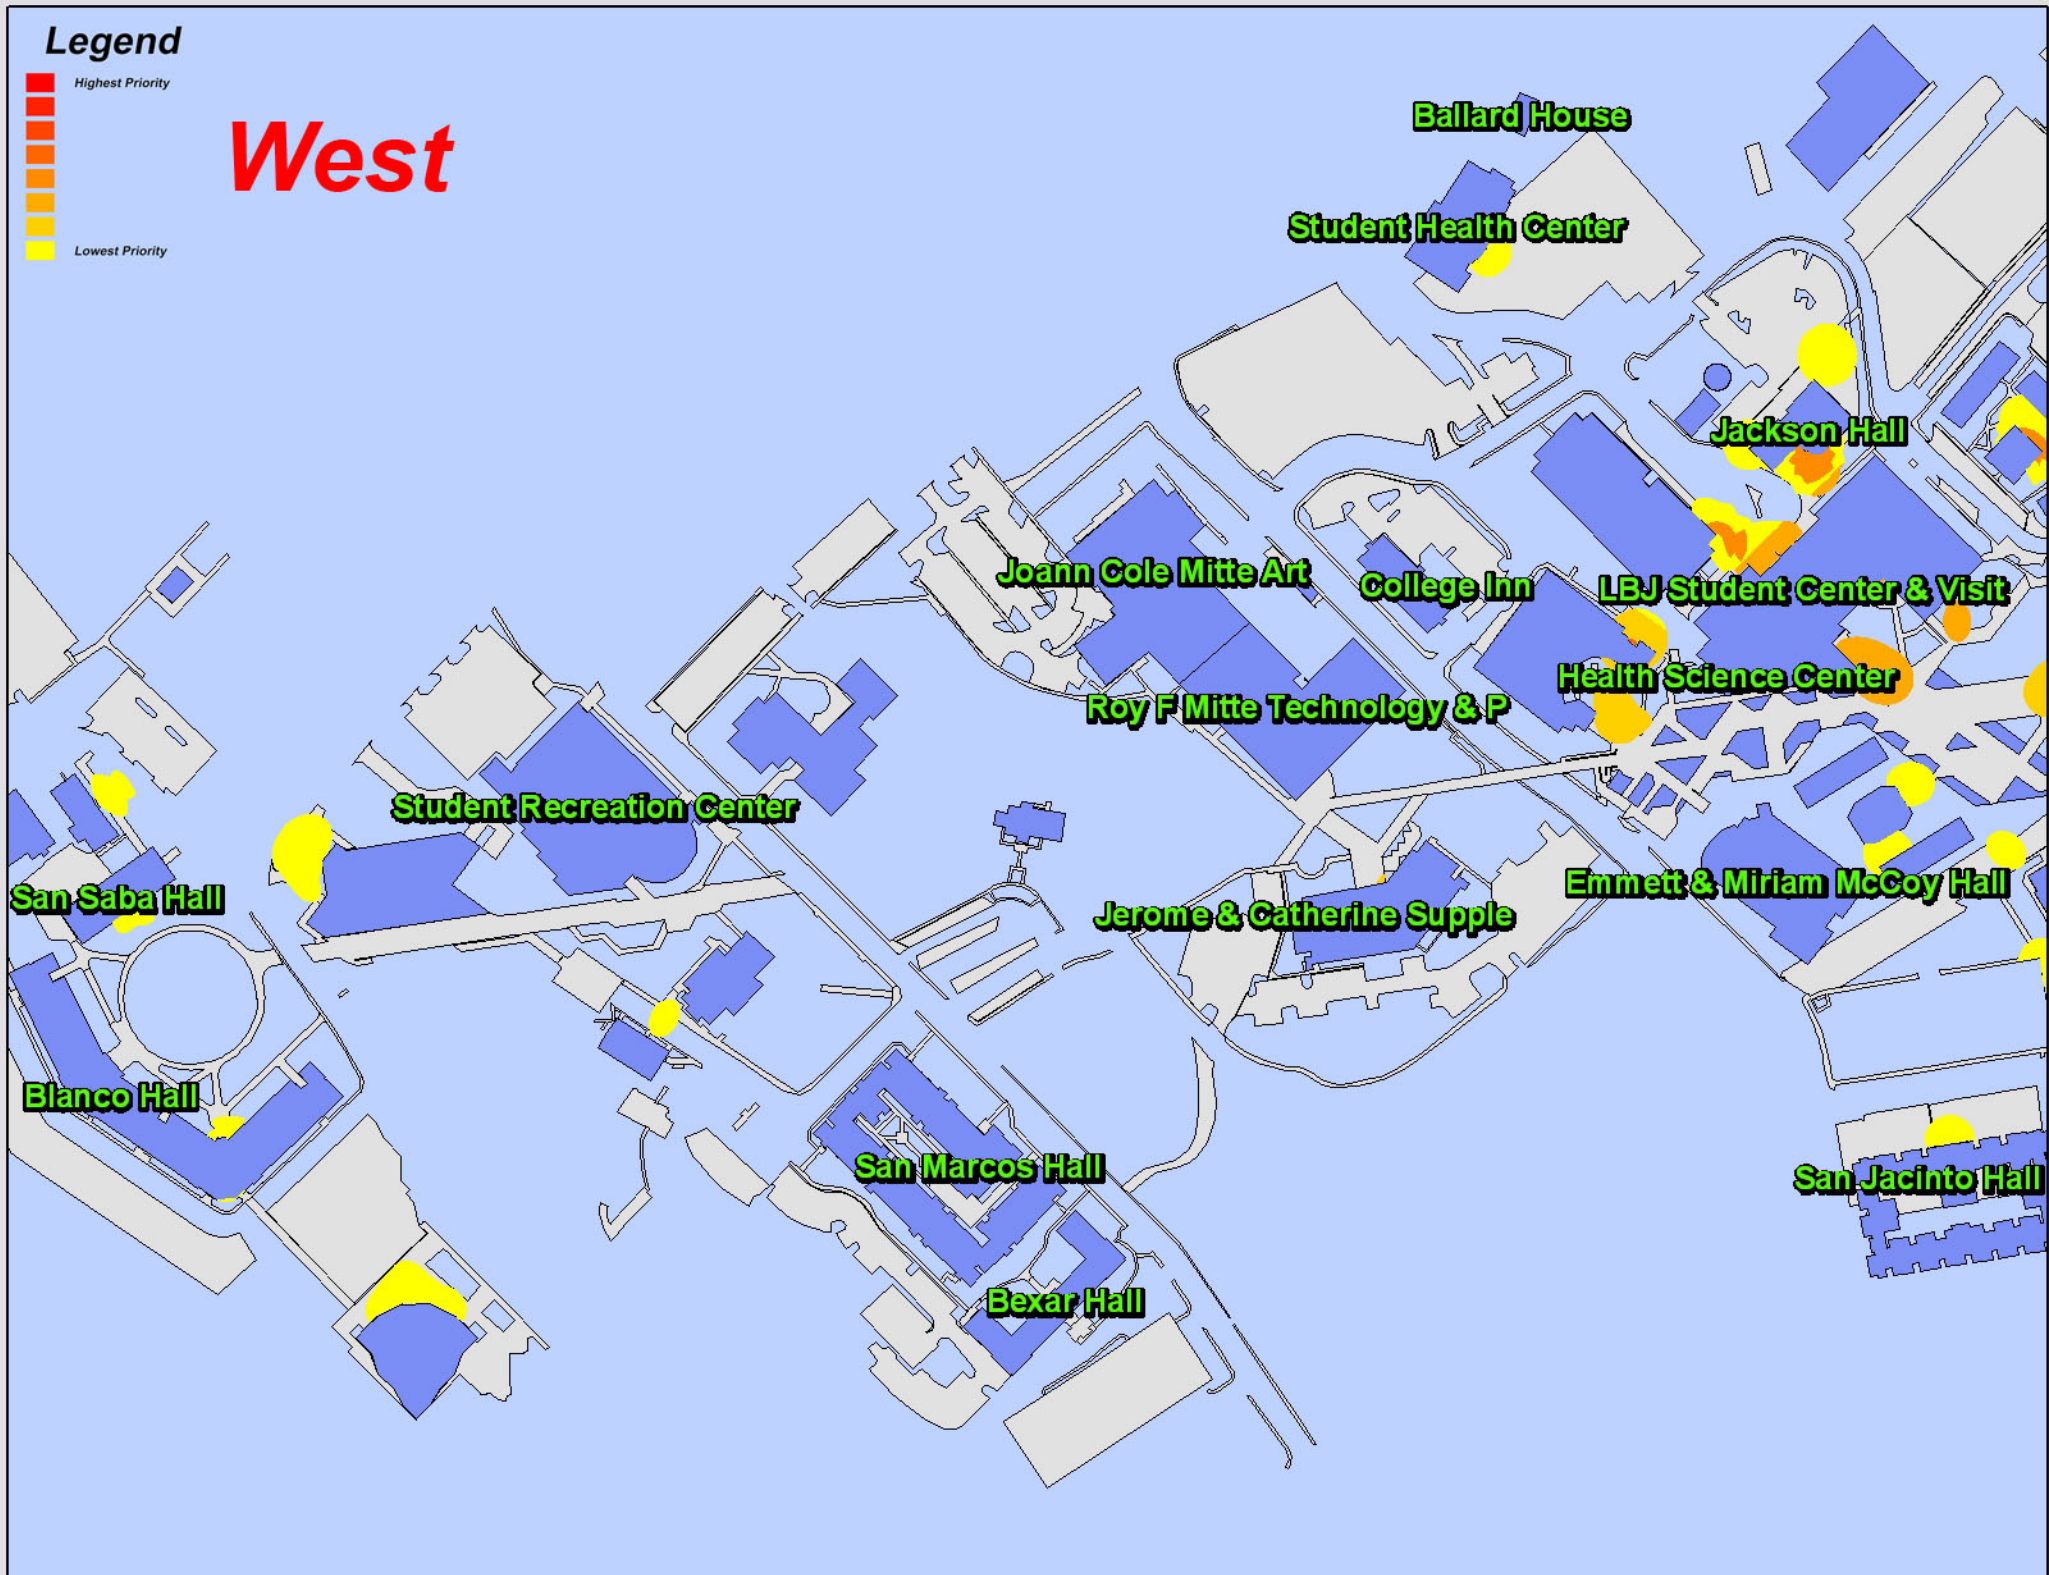 Legend
Highest Priority
West
Lowest Priority
Ballard House
Student Health Center
Jackson Hall
Joann Cole Mitte Art
College Inn
LBJ Student Center & Visit
Health Science Center
Roy F Mitte Technology & P
Student Recreation Center
San Saba Hall
Emmett & Miriam McCoy Hall
Jerome & Catherine Supple
Blanco Hall
San Marcos Hall
San Jacinto Hall
Bexar Hall